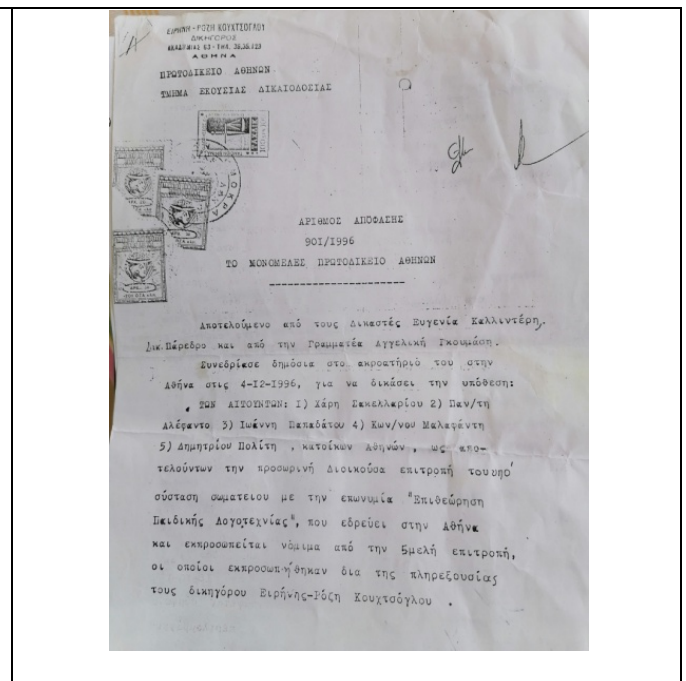 ΕΙΡΗΝΗ - ΡΟΖΗ ΚΟΥΧΤΣΟΓΛΟΥ
ΔΙΚΗΓΟΡΟΣ
ΑΚΑΔΗΜΙΑΣ 63 - ΤΗΛ.
ΑΘΗΝΑ
ΠΡΩΤΟΔΙΚΕΙΟ ΑΘΗΝΩΝ
ΤΜΗΜΑ ΕΚΟΥΣΙΑΣ ΔΙΚΑΙΟΔΟΣΙΑΣ
ΑΡΙΘΜΟΣ ΑΠΟΦΑΣΗΣ
901/1996
ΤΟ ΜΟΝΟΜΕΛΕΣ ΠΡΩΤΟΔΙΚΕΙΟ ΑΘΗΝΩΝ
Αποτελούμενο από τους Δικαστές Ευγενία Καλλιντέρη,
Δικ.Πάρεδρο και από την Γραμματέα Αγγελική Γκουμάση.
Συνεδρίασε δημόσια στο ακροατήριό του στην
Αθήνα στις 4-12-1996, για να δικάσει την υπόθεση:
ΤΩΝ ΑΙΤΟΥΝΤΩΝ: 1) Χάρη Σακελλαρίου 2) Παν/τη
Αλέφαντο 3) Ιωάννη Παπαδάτου 4) Κων/νου Μαλαφάντη
5) Δημητρίου Πολίτη , κατοίκων Αθηνών , ως απο-
τελούντων την προσωρινή Διοικούσα επιτροπή του υπό
σύσταση σωματειου με την επωνυμία "Επιθεώρηση
Παιδικής Λογοτεχνίας", που εδρεύει στην Αθήνα
και εκπροσωπείται νόμιμα από την 5μελή επιτροπή,
οι οποίοι εκπροσωπήθηκαν δια της πληρεξουσίας
τους δικηγόρου Ειρήνης-Ρόζη Κουχτσόγλου .